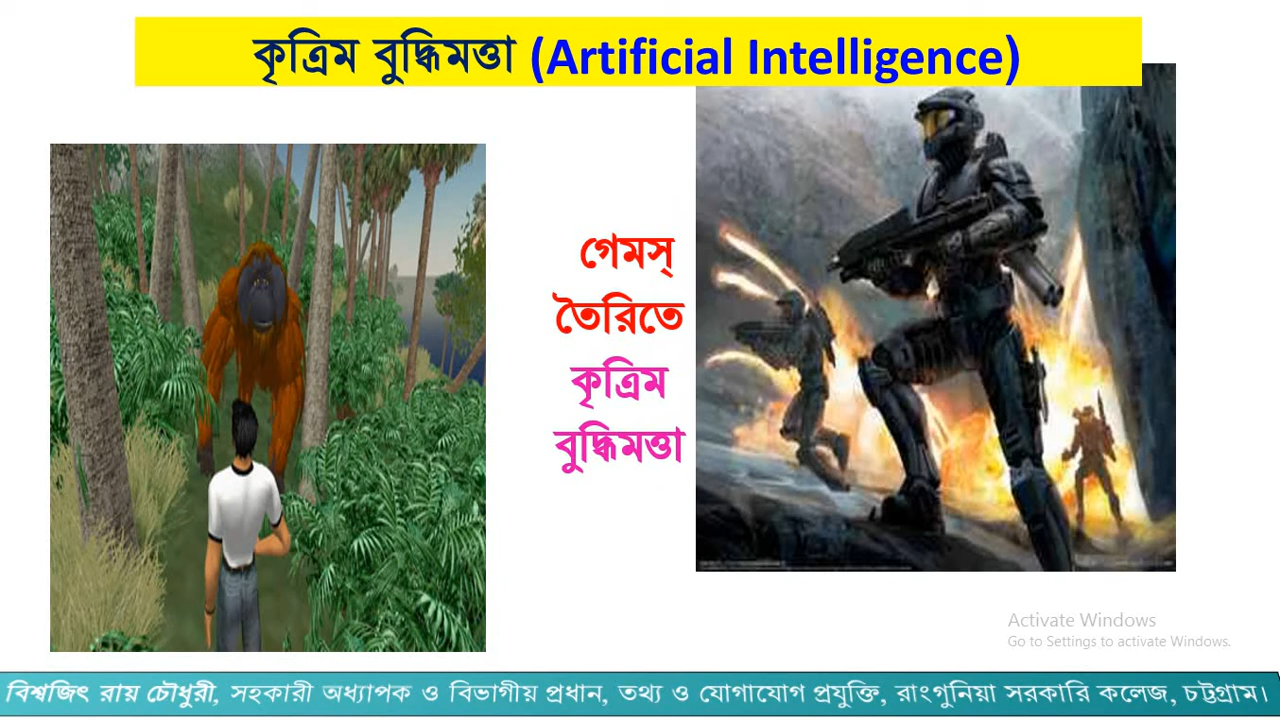 কৃত্রিম বুদ্ধিমত্তা (Artificial Intelligence)
গেমস্
তৈরিতে
কৃত্রিম
বুদ্ধিমত্তা
Activate Windows
Go to Settings to activate Windows.
বিশ্বজিৎ রায় চৌধুরী, সহকারী অধ্যাপক ও বিভাগীয় প্রধান, তথ্য ও যোগাযোগ প্রযুক্তি, রাংগুনিয়া সরকারি কলেজ, চট্টগ্রাম।